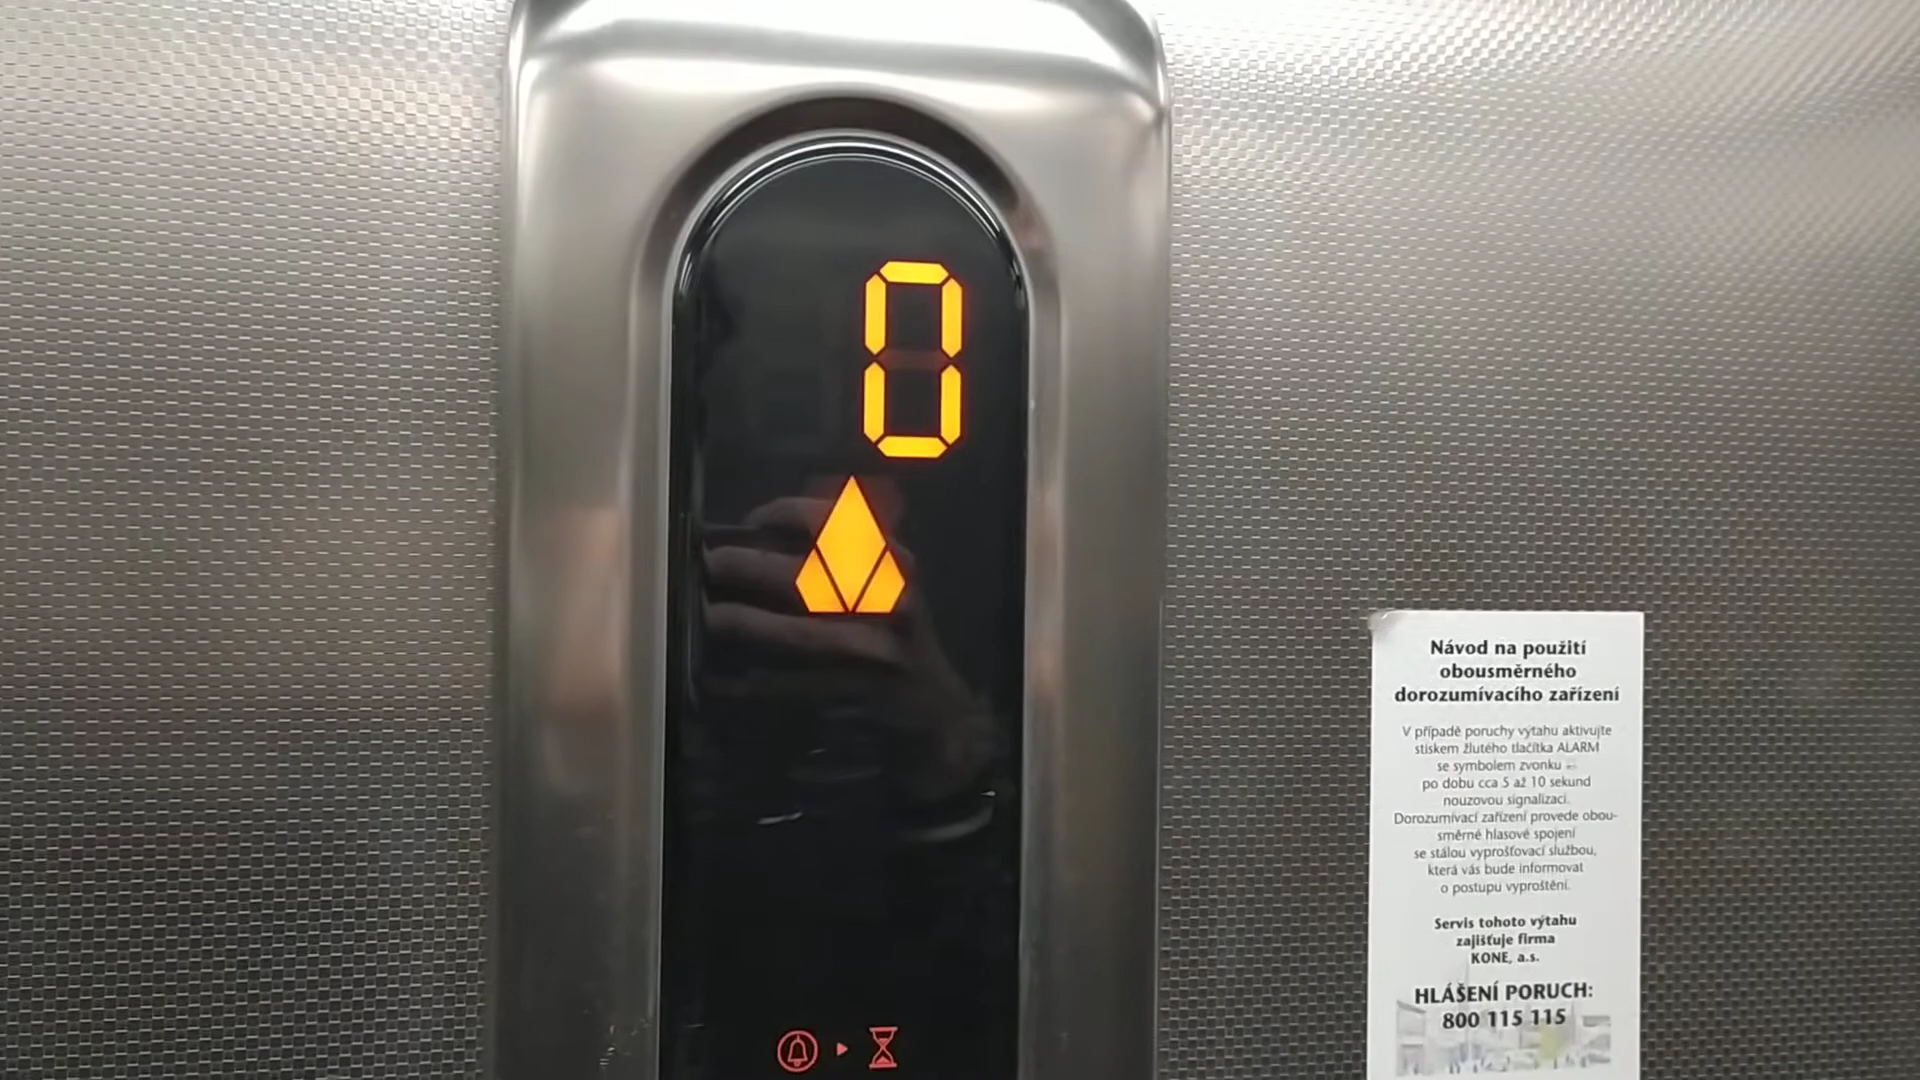 0
Návod na použití
obousměrného
dorozumívacího zařízení
V případě poruchy výtahu aktivujte
stiskem žlutého tlačítka ALARM
se symbolem zvonku
po dobu cca 5 až 10 sekund
nouzovou signalizaci.
Dorozumívací zařízení provede obou-
směrné hlasové spojení
se stálou vyprošťovací službou,
která vás bude informovat
o postupu vyproštění.
Servis tohoto výtahu
zajišťuje firma
KONE, a.s.
HLÁŠENÍ PORUCH:
800 115 115